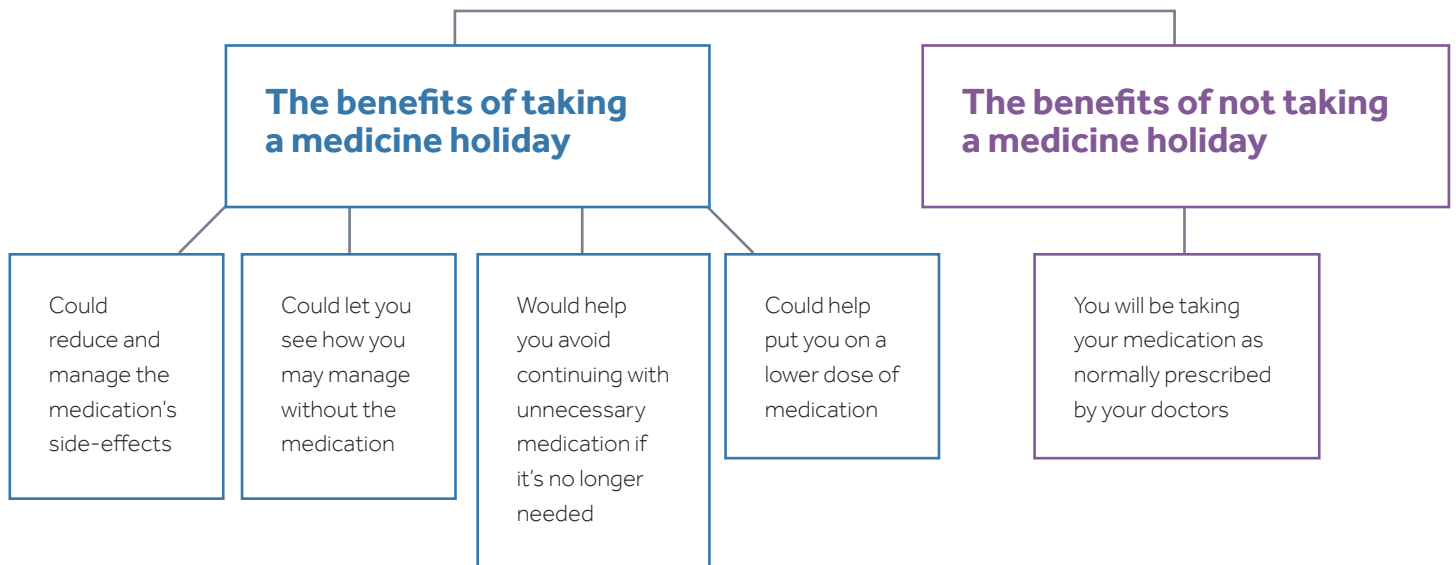 The benefits of taking
a medicine holiday
The benefits of not taking
a medicine holiday
Could
reduce and
manage the
medication's
side-effects
Could let you
see how you
may manage
without the
medication
Would help
you avoid
continuing with
unnecessary
medication if
it's no longer
needed
Could help
put you on a
lower dose of
medication
You will be taking
your medication as
normally prescribed
by your doctors